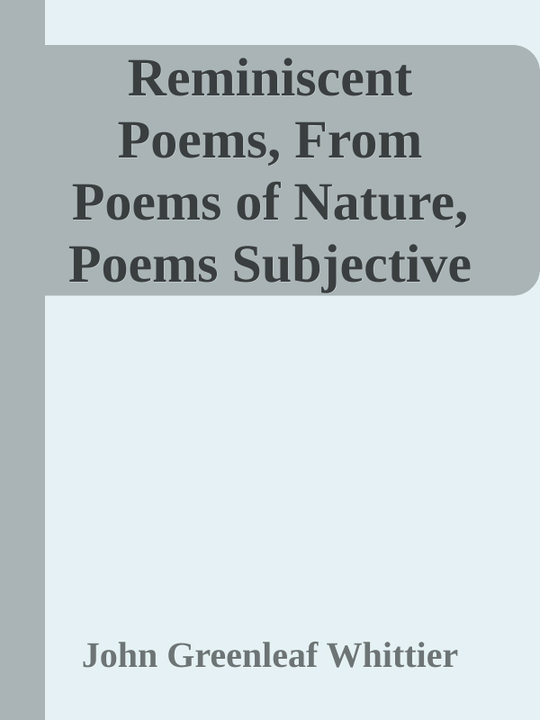 Reminiscent
Poems, From
Poems of Nature,
Poems Subjective
John Greenleaf Whittier